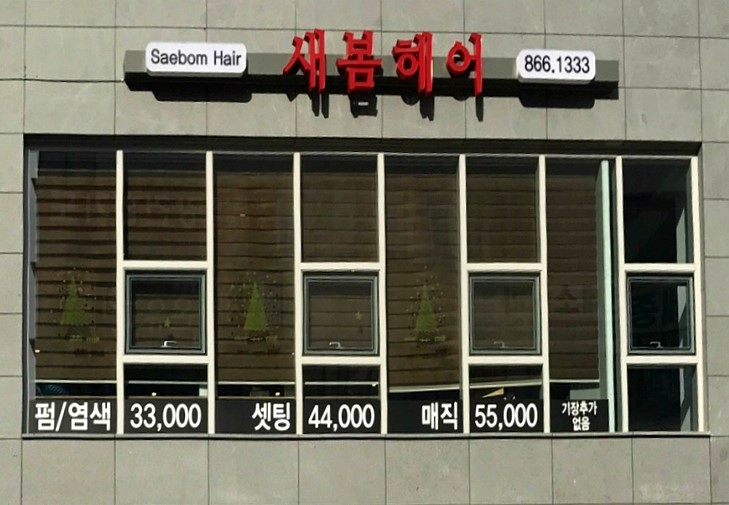 Saebom Hair
새봄헤어
866.1333
펌/염색 33,000 셋팅 44,000 매직 55,000
기장추가
없음